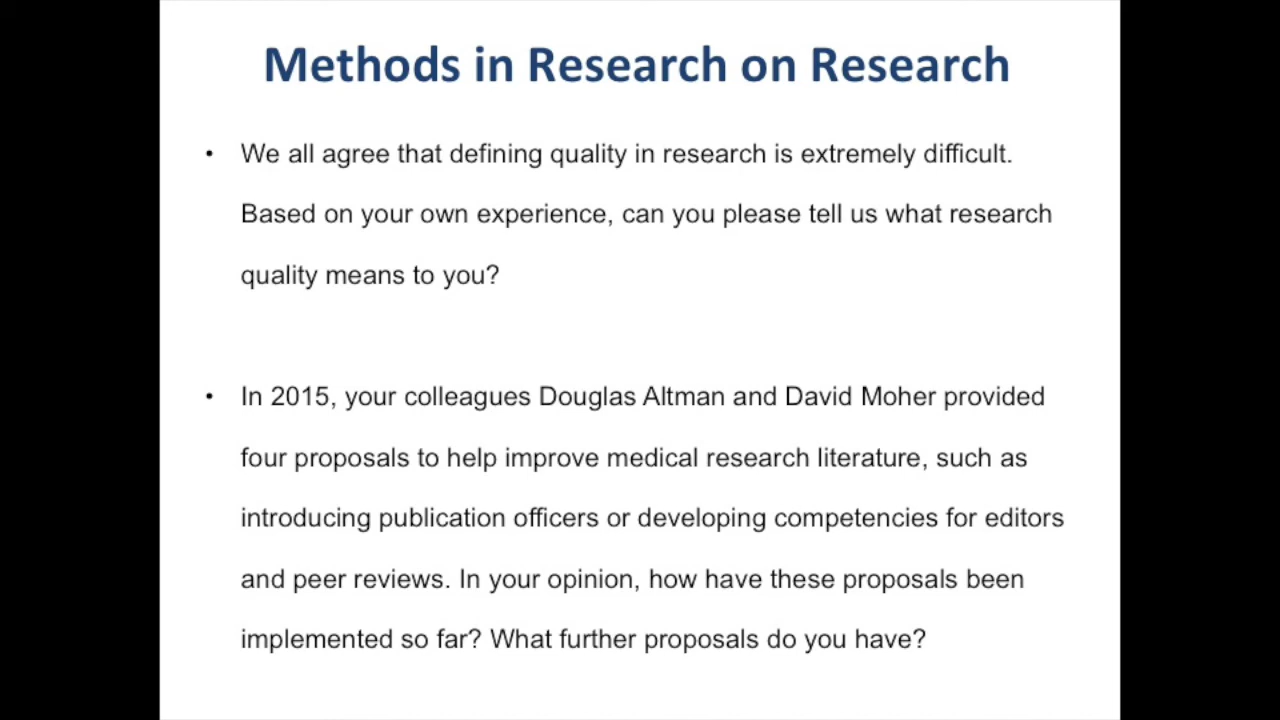 Methods in Research on Research
• We all agree that defining quality in research is extremely difficult.
Based on your own experience, can you please tell us what research
quality means to you?
• In 2015, your colleagues Douglas Altman and David Moher provided
four proposals to help improve medical research literature, such as
introducing publication officers or developing competencies for editors
and peer reviews. In your opinion, how have these proposals been
implemented so far? What further proposals do you have?